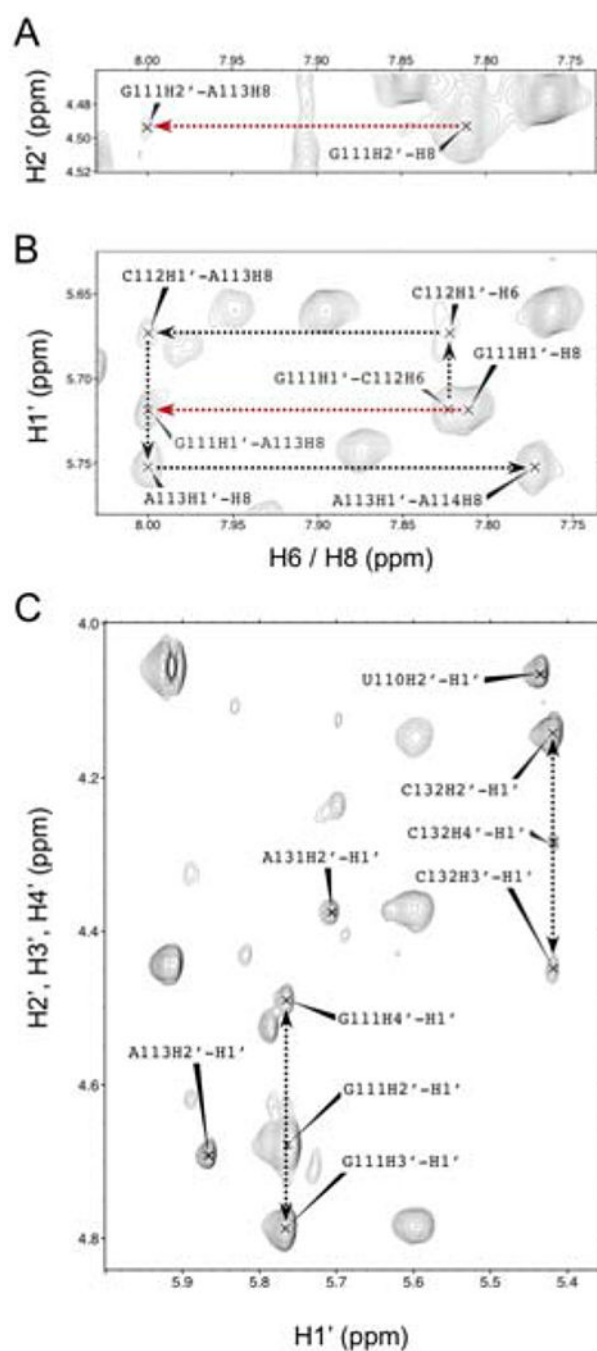 A
8.00 7.95 7.90 7.85 7.80 7.75
H2' (ppm)
4.48
4.50
4.52
G111H2'-A113H8
G111H2'-H8
B
H1' (ppm)
5.65
5.70
5.75
C112H1'-A113H8
C112H1'-H6
G111H1'-H8
G111H1'-C112H6
G111H1'-A113H8
A113H1'-H8
A113H1'-A114H8
8.00 7.95 7.90 7.85 7.80 7.75
H6 / H8 (ppm)
C
H2', H3', H4' (ppm)
4.0
4.2
4.4
4.6
4.8
U110H2'-H1'
C132H2'-H1'
C132H4'-H1'
C132H3'-H1'
A131H2'-H1'
G111H4'-H1'
A113H2'-H1'
G111H2'-H1'
G111H3'-H1'
5.9 5.8 5.7 5.6 5.5 5.4
H1' (ppm)